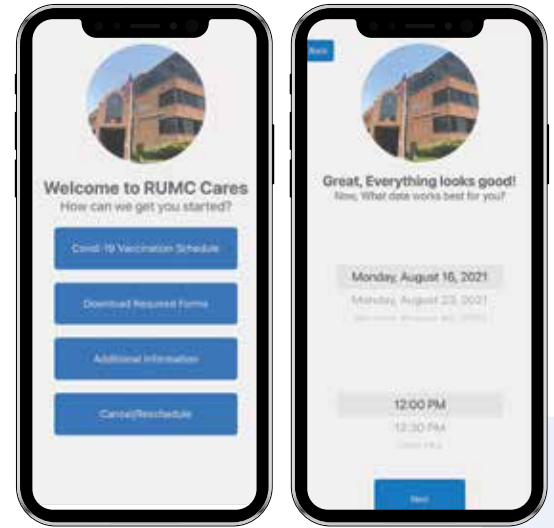 Welcome to RUMC Cares
How can we get you started?
Covid-19 Vaccination Schedule
Download Required Forms
Additional Information
Cancel/Reschedule
Back
Great, Everything looks good!
Now, What date works best for you?
Monday, August 16, 2021
Monday, August 23, 2021
12:00 PM
12:30 PM
Next